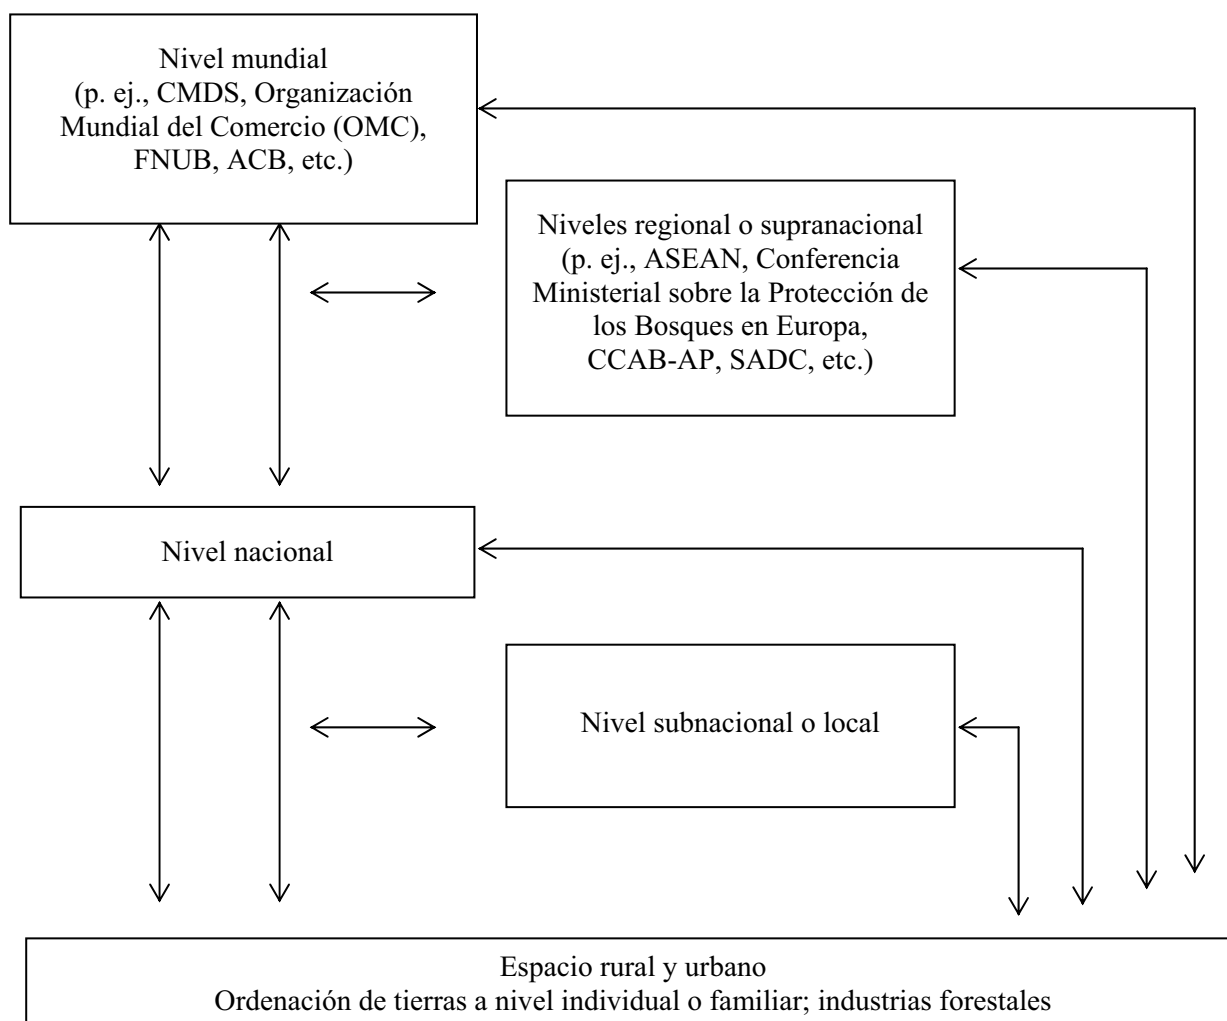 Nivel mundial
(p. ej., CMDS, Organización
Mundial del Comercio (OMC),
FNUB, ACB, etc.)
Niveles regional o supranacional
(p. ej., ASEAN, Conferencia
Ministerial sobre la Protección de
los Bosques en Europa,
CCAB-AP, SADC, etc.)
Nivel nacional
Nivel subnacional o local
Espacio rural y urbano
Ordenación de tierras a nivel individual o familiar; industrias forestales